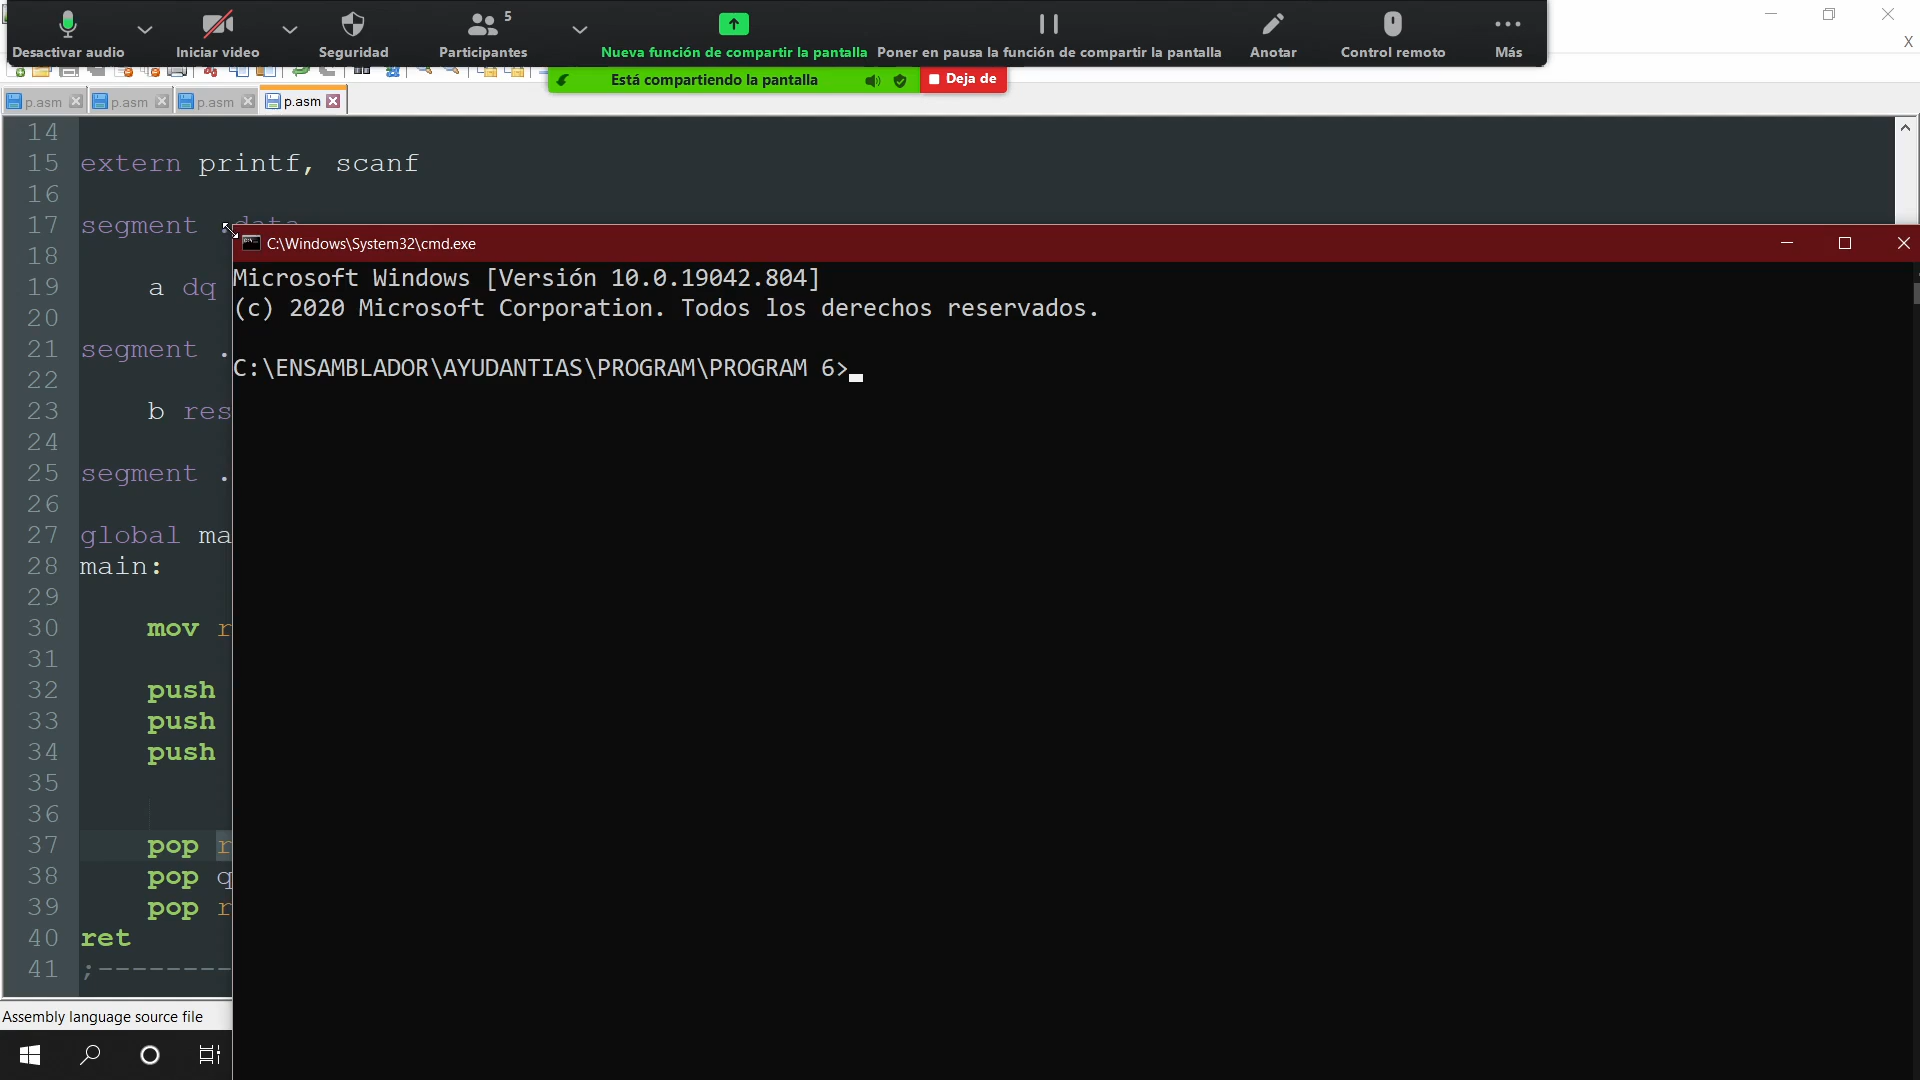 5
Desactivar audio Iniciar video Seguridad Participantes Nueva función de compartir la pantalla Poner en pausa la función de compartir la pantalla Anotar Control remoto Más
Está compartiendo la pantalla Deja de
X
p.asm p.asm p.asm p.asm
14
15 extern printf, scanf
16
17 segment .data
18
19 a dq
20
21 segment .
22
23 b res
24
25 segment .
26
27 global ma
28 main:
29
30 mov r
31
32 push
33 push
34 push
35
36
37 pop r
38 pop q
39 pop r
40 ret
41 ;--------
C:\Windows\System32\cmd.exe
Microsoft Windows [Versión 10.0.19042.804]
(c) 2020 Microsoft Corporation. Todos los derechos reservados.
C:\ENSAMBLADOR\AYUDANTIAS\PROGRAM\PROGRAM 6>
Assembly language source file